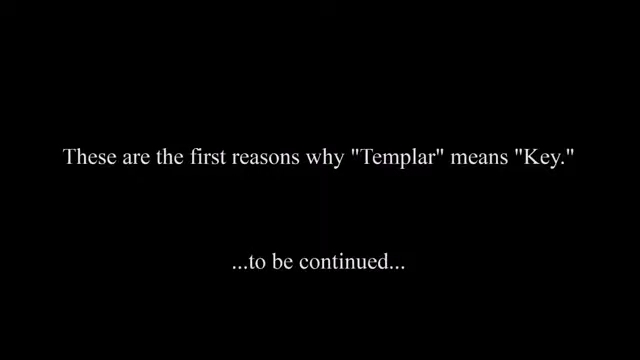 These are the first reasons why "Templar" means "Key."
...to be continued...